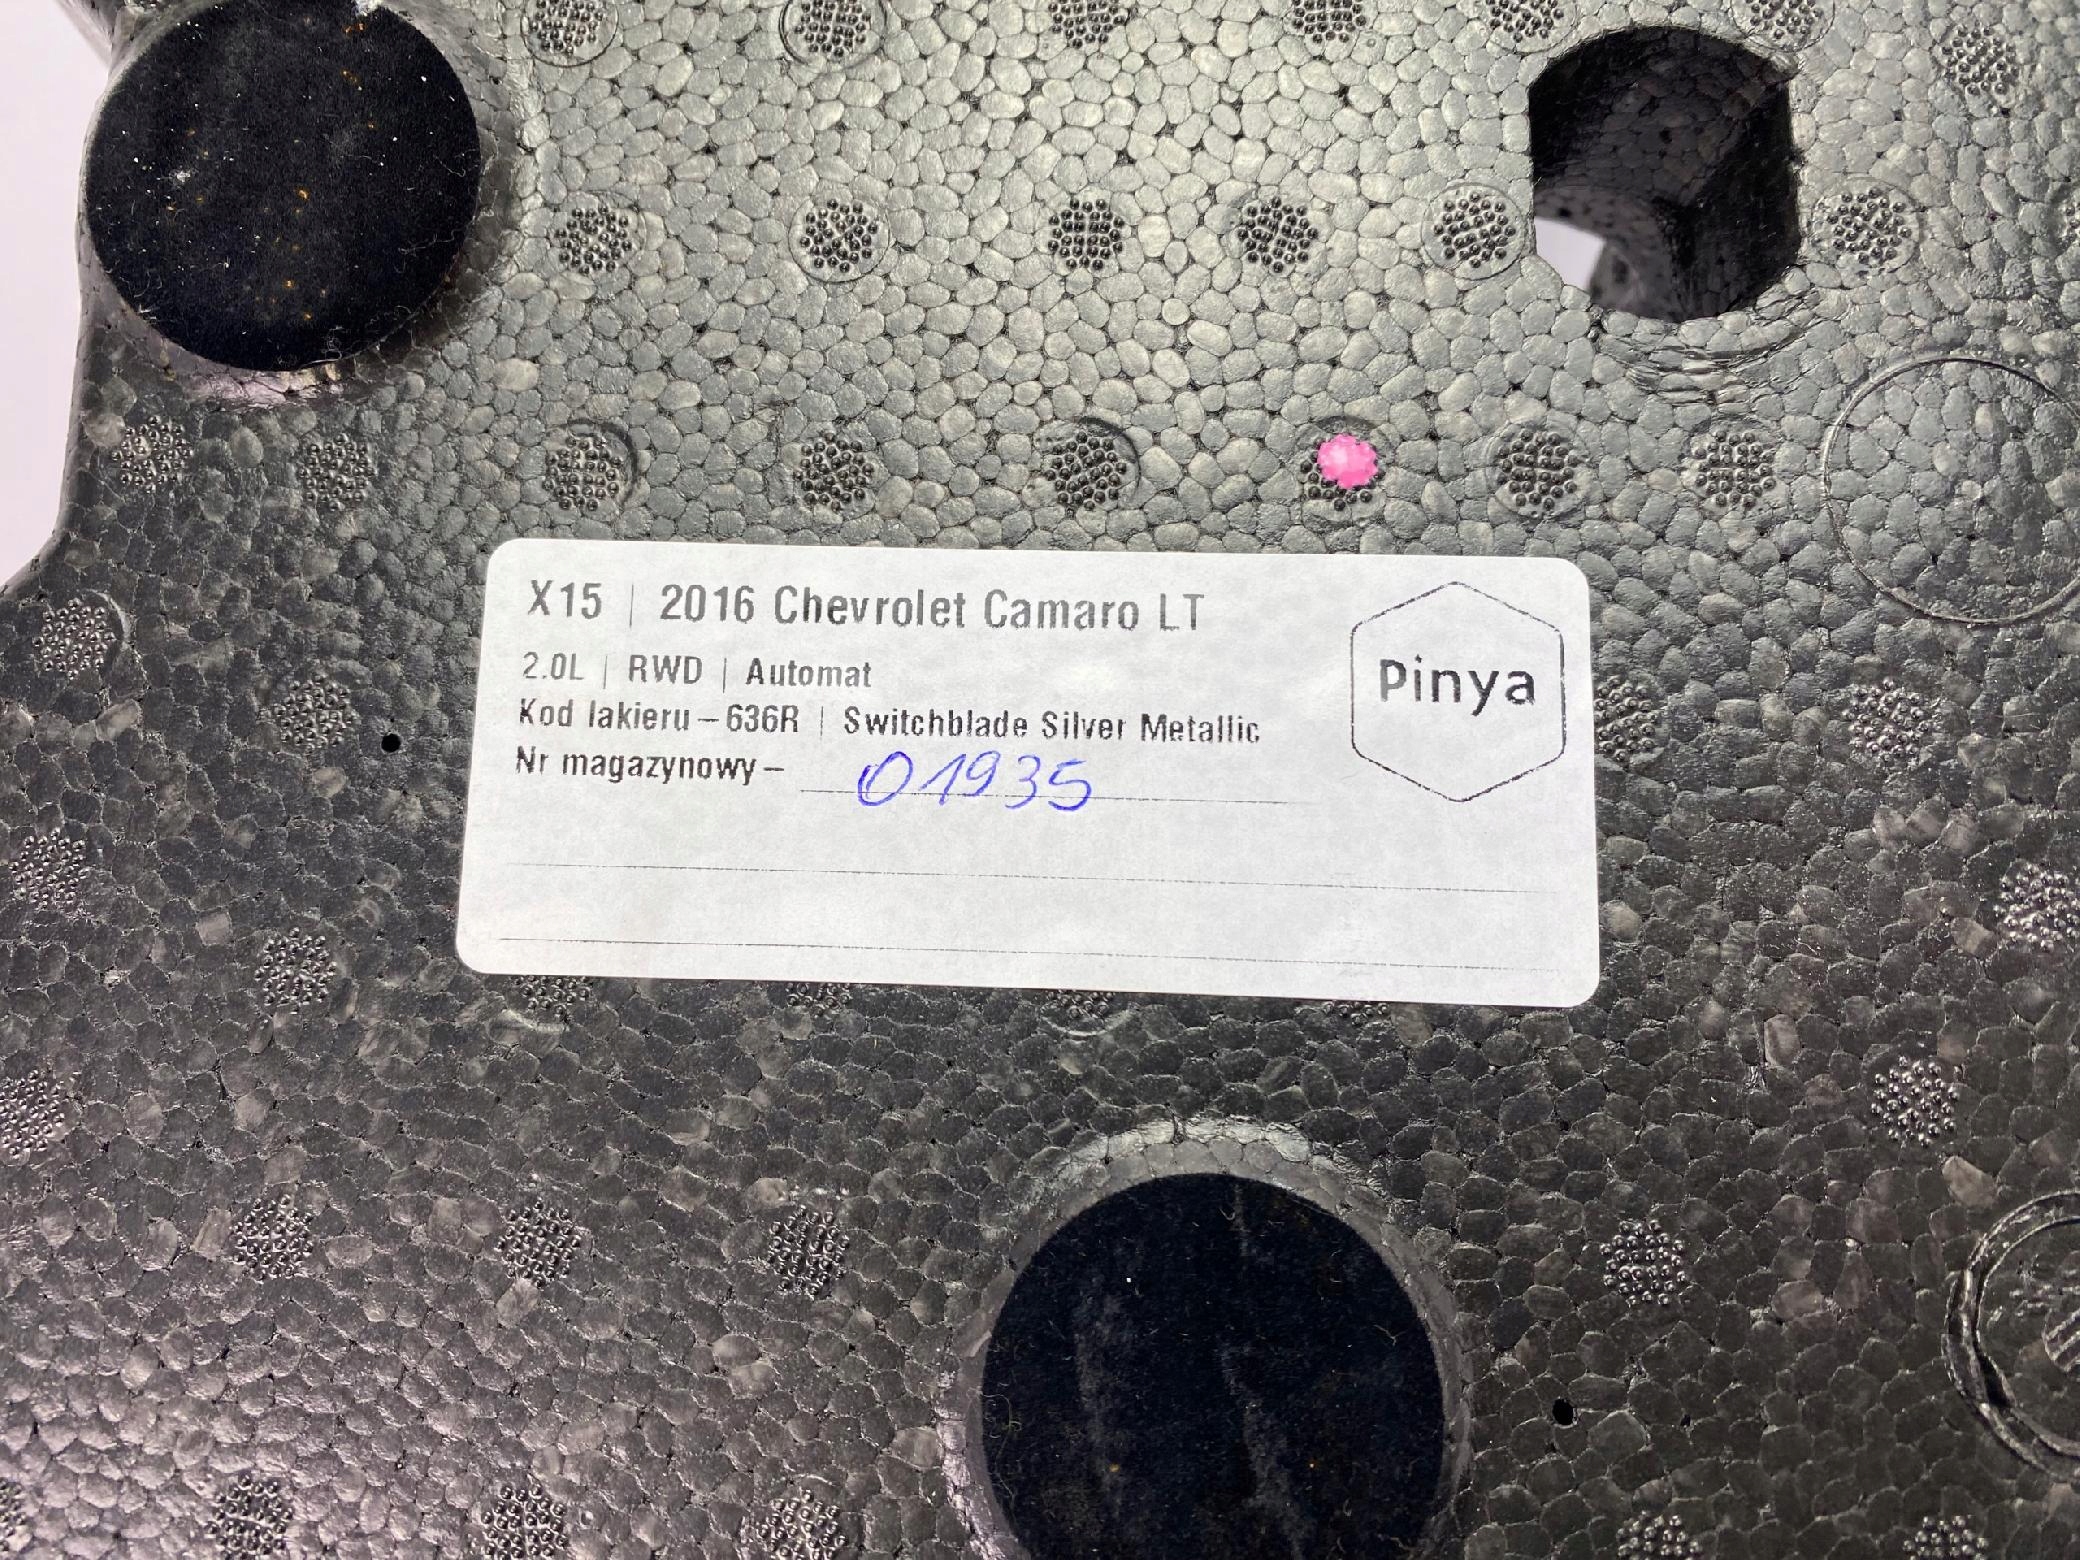 X15 | 2016 Chevrolet Camaro LT
2.0L | RWD | Automat
Kod lakieru – 636R | Switchblade Silver Metallic
Nr magazynowy – 01935
Pinya